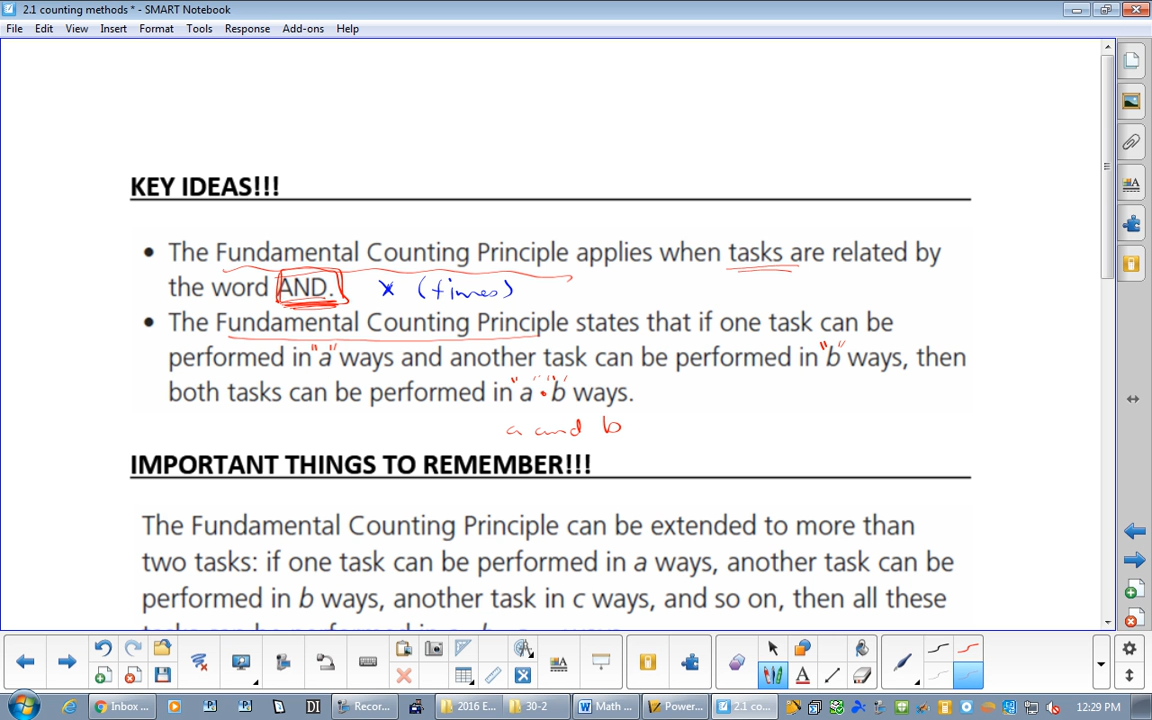 2.1 counting methods * - SMART Notebook
File Edit View Insert Format Tools Response Add-ons Help
KEY IDEAS!!!
• The Fundamental Counting Principle applies when tasks are related by
the word AND. x (times)
• The Fundamental Counting Principle states that if one task can be
performed in "a" ways and another task can be performed in "b" ways, then
both tasks can be performed in "a" • "b" ways.
a and b
IMPORTANT THINGS TO REMEMBER!!!
The Fundamental Counting Principle can be extended to more than
two tasks: if one task can be performed in a ways, another task can be
performed in b ways, another task in c ways, and so on, then all these
Inbox ... Recor... 2016 E... 30-2 Math ... Power... 2.1 co... 12:29 PM